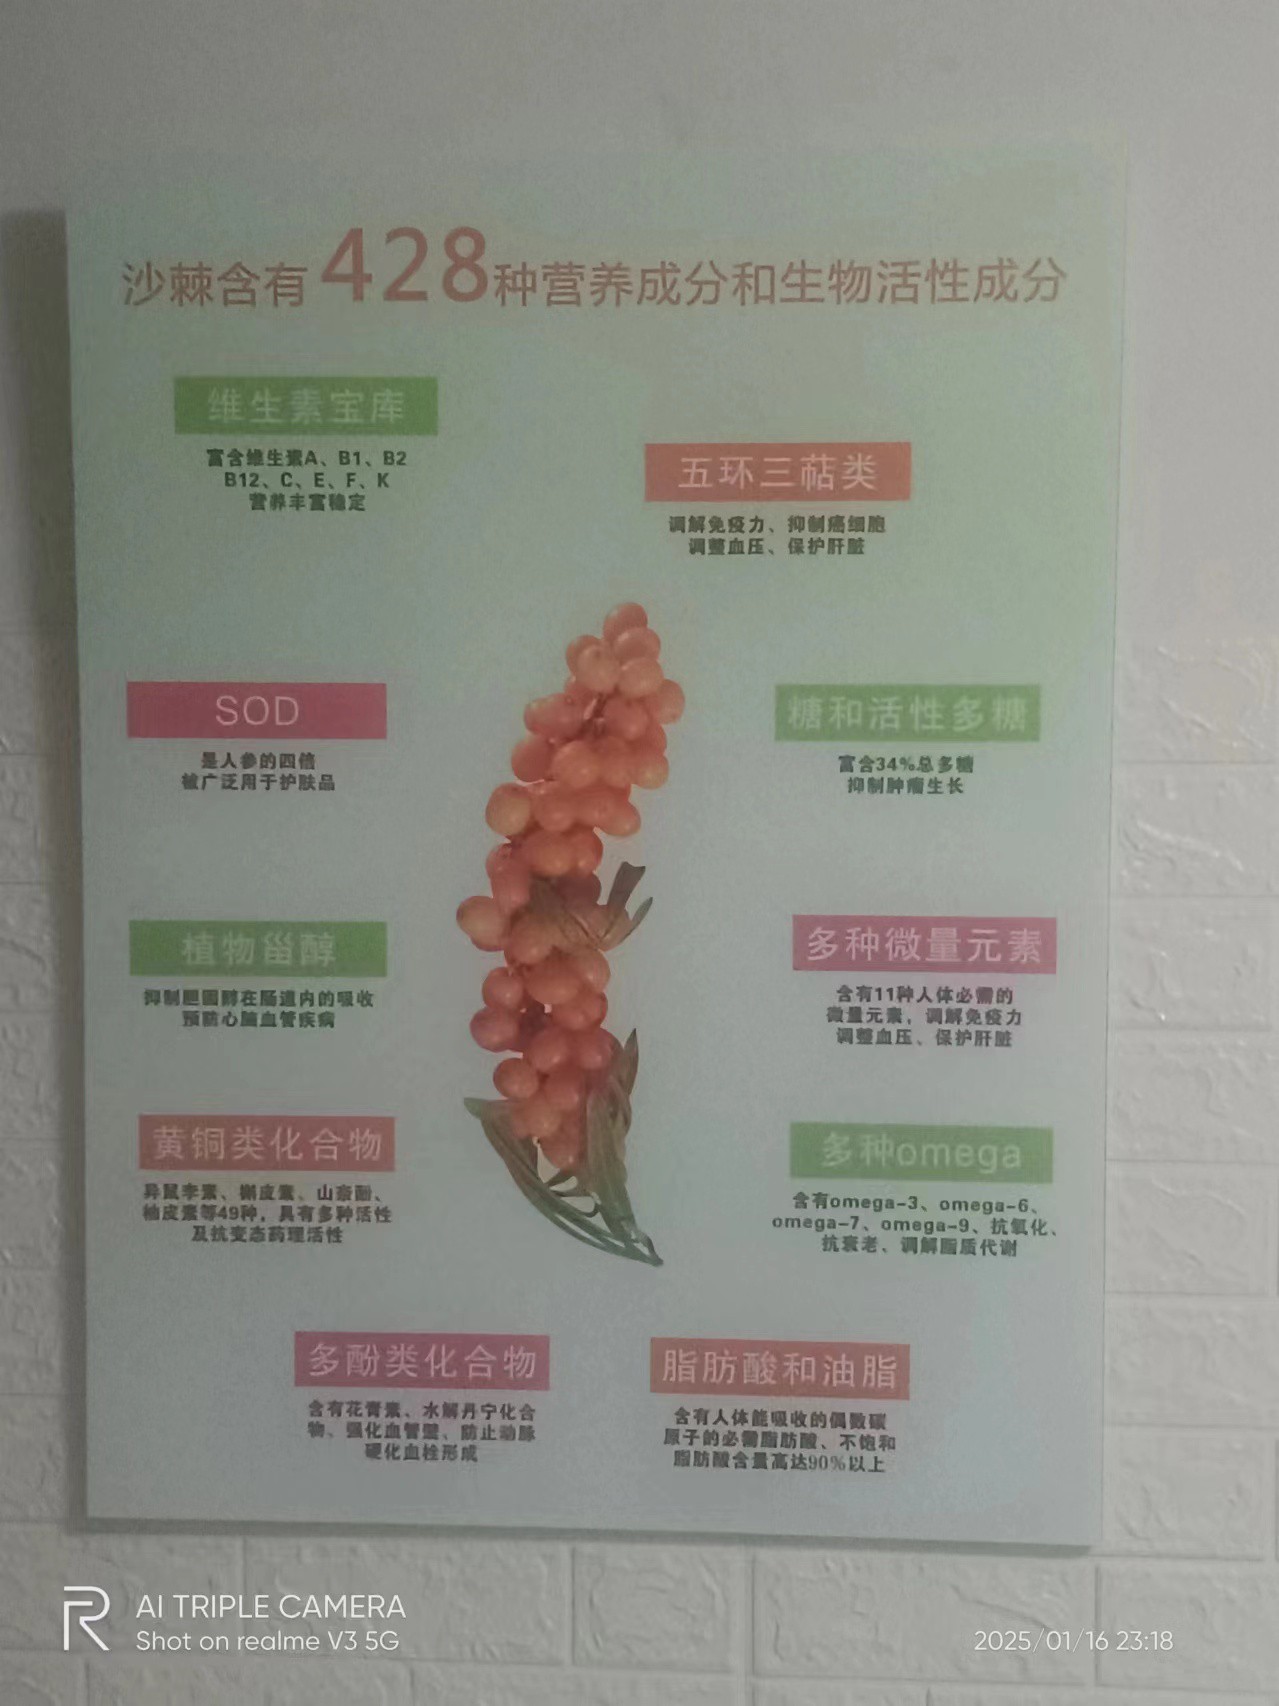 沙棘含有428种营养成分和生物活性成分
维生素宝库
富含维生素A、B1、B2
B12、C、E、F、K
营养丰富稳定
五环三萜类
调解免疫力、抑制癌细胞
调整血压、保护肝脏
SOD
是人参的四倍
被广泛用于护肤品
糖和活性多糖
富含34%总多糖
抑制肿瘤生长
植物甾醇
抑制胆固醇在肠道内的吸收
预防心脑血管疾病
多种微量元素
含有11种人体必需的
微量元素，调解免疫力
调整血压、保护肝脏
黄铜类化合物
异鼠李素、槲皮素、山柰酚、
柚皮素等49种，具有多种活性
及抗变态药理活性
多种omega
含有omega-3、omega-6、
omega-7、omega-9、抗氧化、
抗衰老、调解脂质代谢
多酚类化合物
含有花青素、水解丹宁化合
物、强化血管壁、防止动脉
硬化血栓形成
脂肪酸和油脂
含有人体能吸收的偶数碳
原子的必需脂肪酸、不饱和
脂肪酸含量高达90%以上
AI TRIPLE CAMERA
Shot on realme V3 5G
2025/01/16 23:18